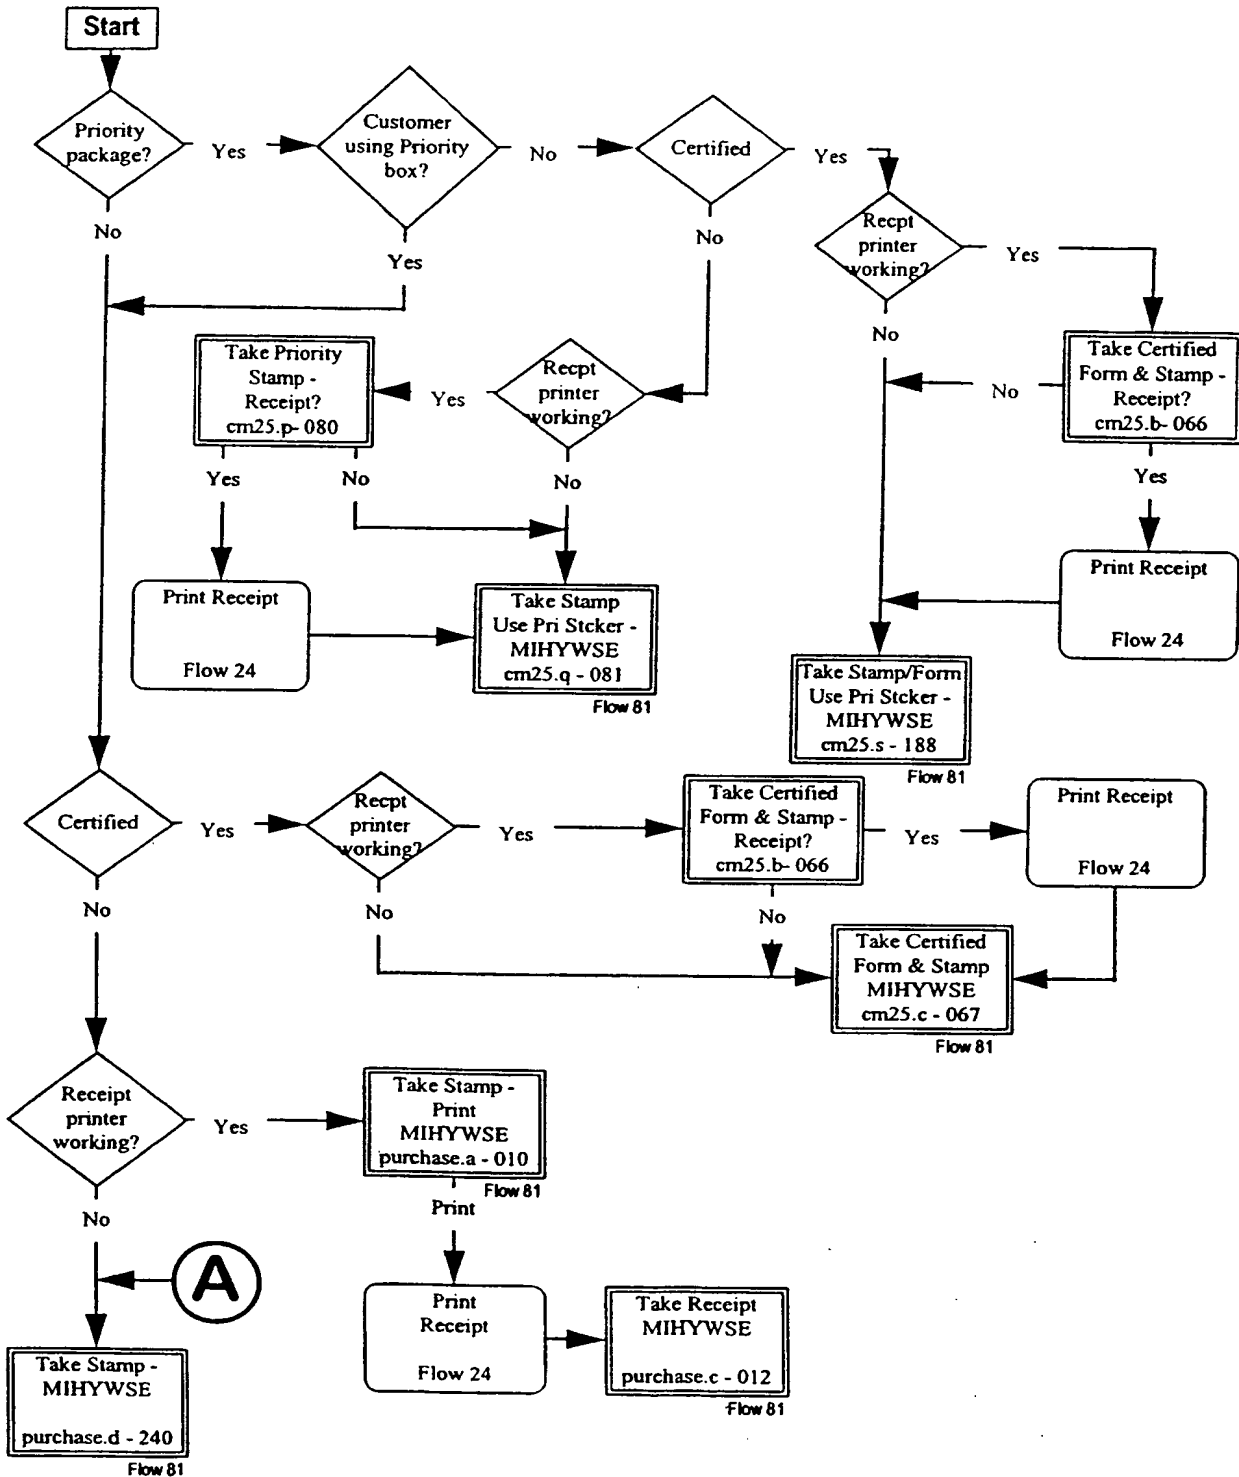 Start
Priority
package?
Yes
Customer
using Priority
box?
No
Certified
Yes
No
Yes
No
Recpt
printer
working?
Yes
No
Take Certified
Form & Stamp -
Receipt?
cm25.b- 066
No
Yes
Print Receipt
Flow 24
Take Priority
Stamp -
Receipt?
cm25.p- 080
Yes
Recpt
printer
working?
Yes
No
No
Print Receipt
Flow 24
Take Stamp
Use Pri Stcker -
MIHYWSE
cm25.q - 081
Flow 81
Take Stamp/Form
Use Pri Stcker -
MIHYWSE
cm25.s - 188
Flow 81
Certified
Yes
Recpt
printer
working?
Yes
Take Certified
Form & Stamp -
Receipt?
cm25.b- 066
Yes
Print Receipt
Flow 24
No
No
No
Take Certified
Form & Stamp
MIHYWSE
cm25.c - 067
Flow 81
Receipt
printer
working?
Yes
Take Stamp -
Print
MIHYWSE
purchase.a - 010
Flow 81
Print
No
A
Print
Receipt
Flow 24
Take Receipt
MIHYWSE
purchase.c - 012
Flow 81
Take Stamp -
MIHYWSE
purchase.d - 240
Flow 81